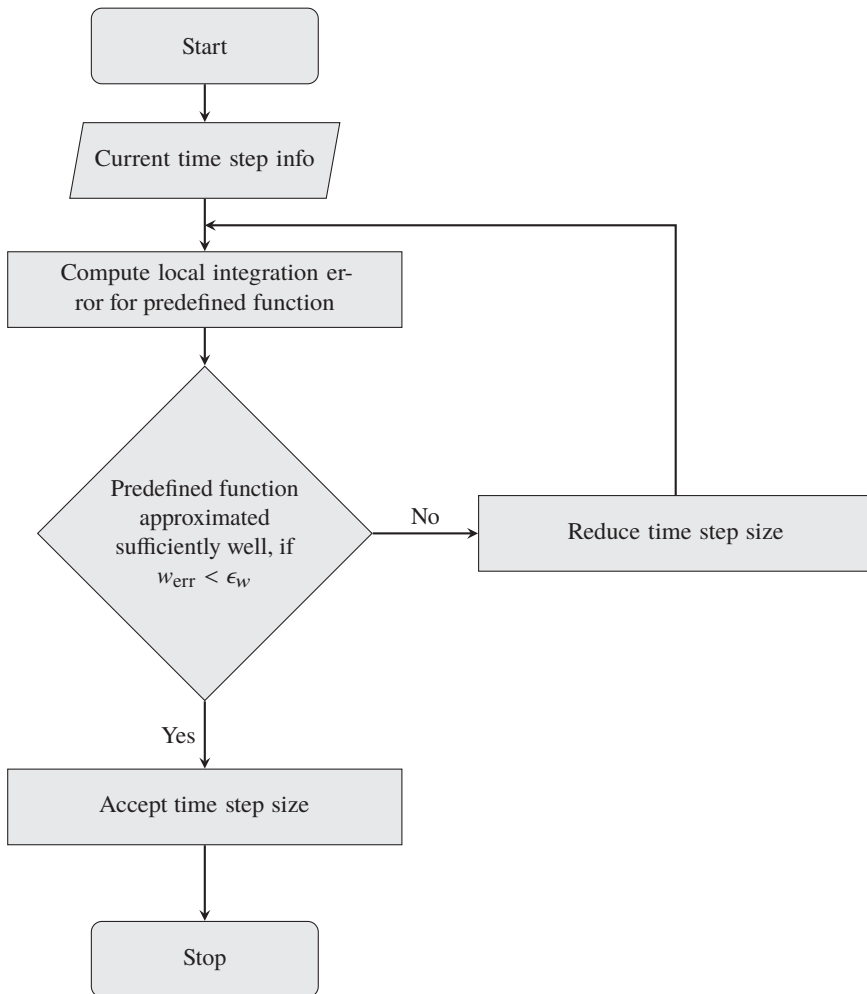 Start
Current time step info
Compute local integration er-
ror for predefined function
Predefined function
approximated
sufficiently well, if
w_err < ϵ_w
No
Reduce time step size
Yes
Accept time step size
Stop